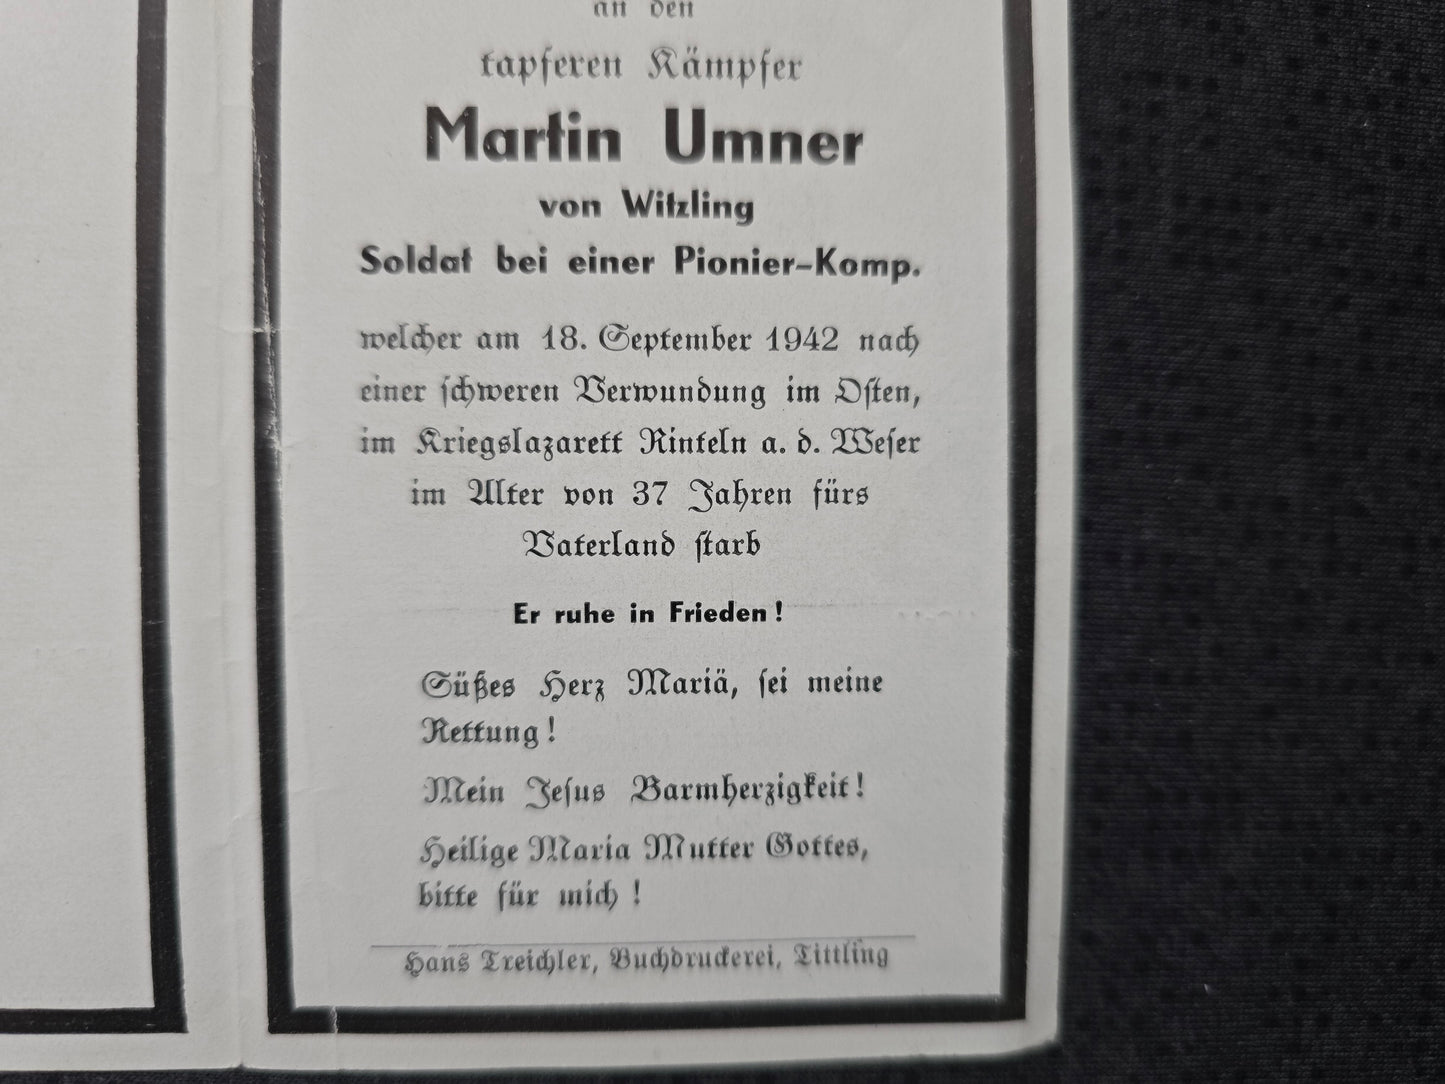 an den
tapferen Kämpfer
Martin Umner
von Witzling
Soldat bei einer Pionier-Komp.
welcher am 18. September 1942 nach
einer schweren Verwundung im Osten,
im Kriegslazarett Rinteln a. d. Weser
im Alter von 37 Jahren fürs
Vaterland starb
Er ruhe in Frieden!
Süßes Herz Mariä, sei meine
Rettung!
Mein Jesus Barmherzigkeit!
Heilige Maria Mutter Gottes,
bitte für mich!
Hans Treichler, Buchdruckerei, Tittling